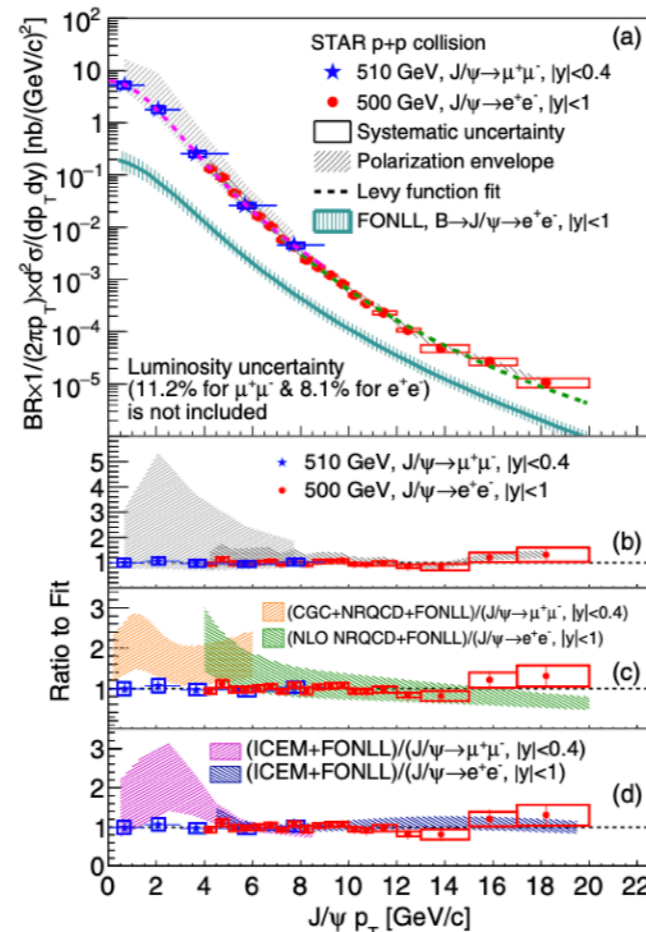 BR×1/(2πp_T)×d²σ/(dp_Tdy) [nb/(GeV/c)²]
10²
10
1
10⁻¹
10⁻²
10⁻³
10⁻⁴
10⁻⁵
(a)
STAR p+p collision
510 GeV, J/ψ→μ⁺μ⁻, |y|<0.4
500 GeV, J/ψ→e⁺e⁻, |y|<1
Systematic uncertainty
Polarization envelope
Levy function fit
FONLL, B→J/ψ→e⁺e⁻, |y|<1
Luminosity uncertainty
(11.2% for μ⁺μ⁻ & 8.1% for e⁺e⁻)
is not included
Ratio to Fit
5
4
3
2
1
510 GeV, J/ψ→μ⁺μ⁻, |y|<0.4
500 GeV, J/ψ→e⁺e⁻, |y|<1
(b)
3
2
1
(CGC+NRQCD+FONLL)/(J/ψ→μ⁺μ⁻, |y|<0.4)
(NLO NRQCD+FONLL)/(J/ψ→e⁺e⁻, |y|<1)
(c)
3
2
1
0
(ICEM+FONLL)/(J/ψ→μ⁺μ⁻, |y|<0.4)
(ICEM+FONLL)/(J/ψ→e⁺e⁻, |y|<1)
(d)
0 2 4 6 8 10 12 14 16 18 20 22
J/ψ p_T [GeV/c]